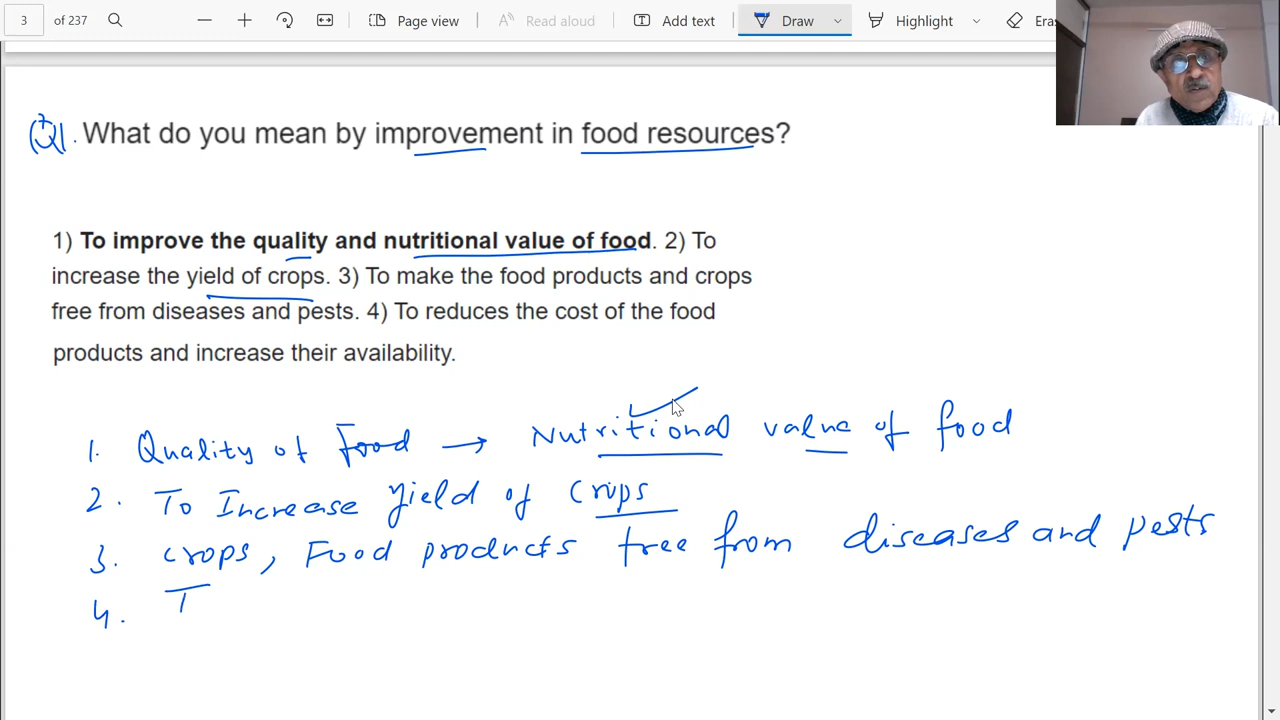 3 of 237 Page view Read aloud Add text Draw Highlight
Q1. What do you mean by improvement in food resources?
1) To improve the quality and nutritional value of food. 2) To
increase the yield of crops. 3) To make the food products and crops
free from diseases and pests. 4) To reduces the cost of the food
products and increase their availability.
1. Quality of Food → Nutritional value of food
2. To Increase Yield of Crops
3. Crops, Food products free from diseases and pests
4. T